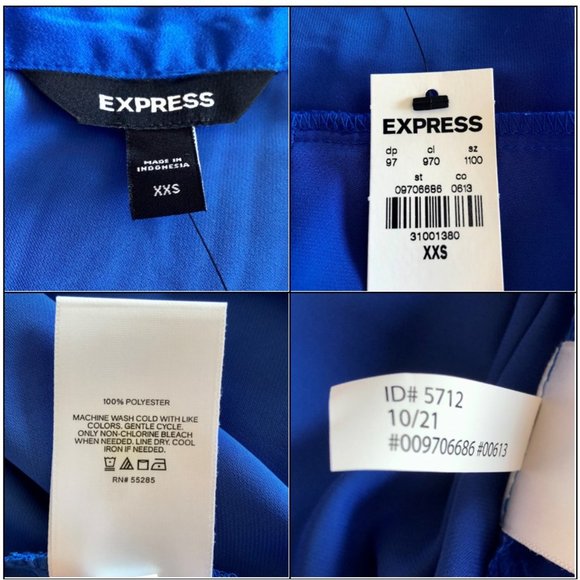 EXPRESS
MADE IN
INDONESIA
XXS
EXPRESS
dp cl sz
97 970 1100
st co
09706686 0613
31001380
XXS
100% POLYESTER
MACHINE WASH COLD WITH LIKE
COLORS. GENTLE CYCLE.
ONLY NON-CHLORINE BLEACH
WHEN NEEDED. LINE DRY. COOL
IRON IF NEEDED.
RN# 55285
ID# 5712
10/21
#009706686 #00613